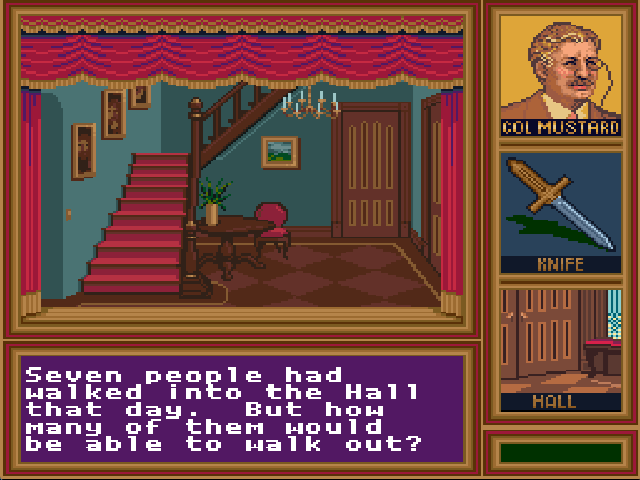 COL MUSTARD
KNIFE
HALL
Seven people had
walked into the Hall
that day.  But how
many of them would
be able to walk out?